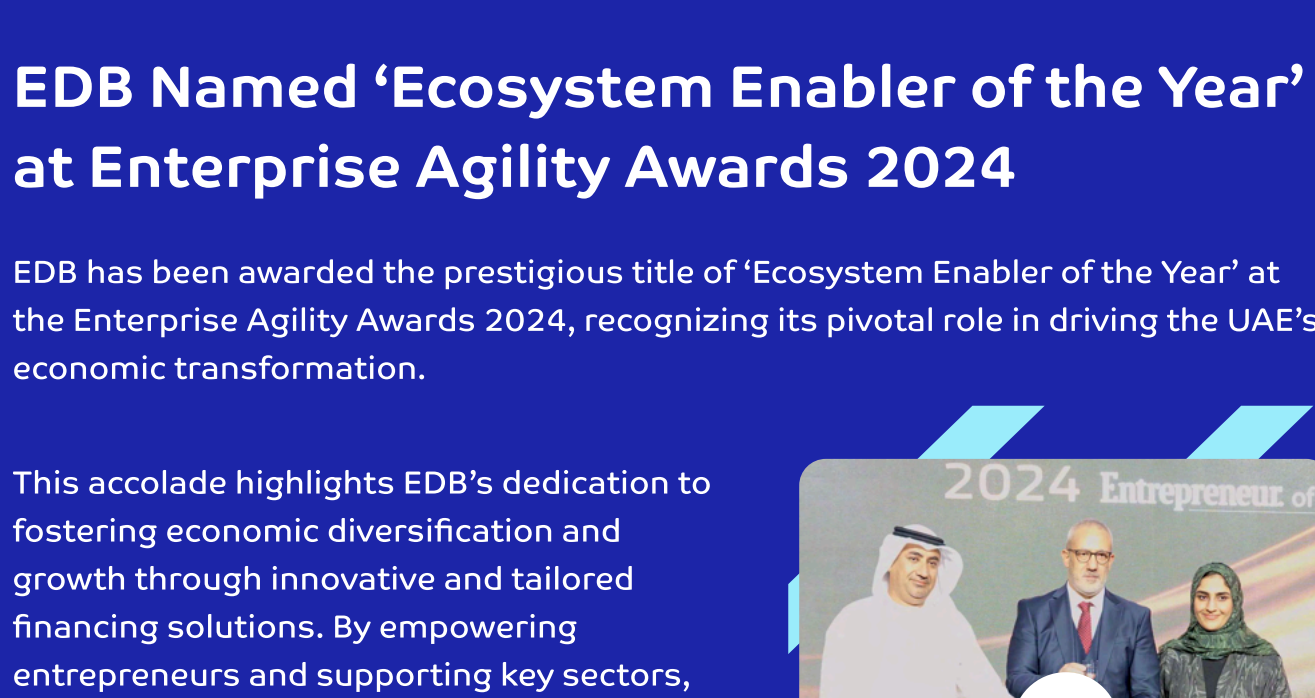 EDB Named ‘Ecosystem Enabler of the Year’
at Enterprise Agility Awards 2024
EDB has been awarded the prestigious title of ‘Ecosystem Enabler of the Year’ at
the Enterprise Agility Awards 2024, recognizing its pivotal role in driving the UAE’s
economic transformation.
This accolade highlights EDB’s dedication to
fostering economic diversification and
growth through innovative and tailored
financing solutions. By empowering
entrepreneurs and supporting key sectors,
2024 Entrepreneur